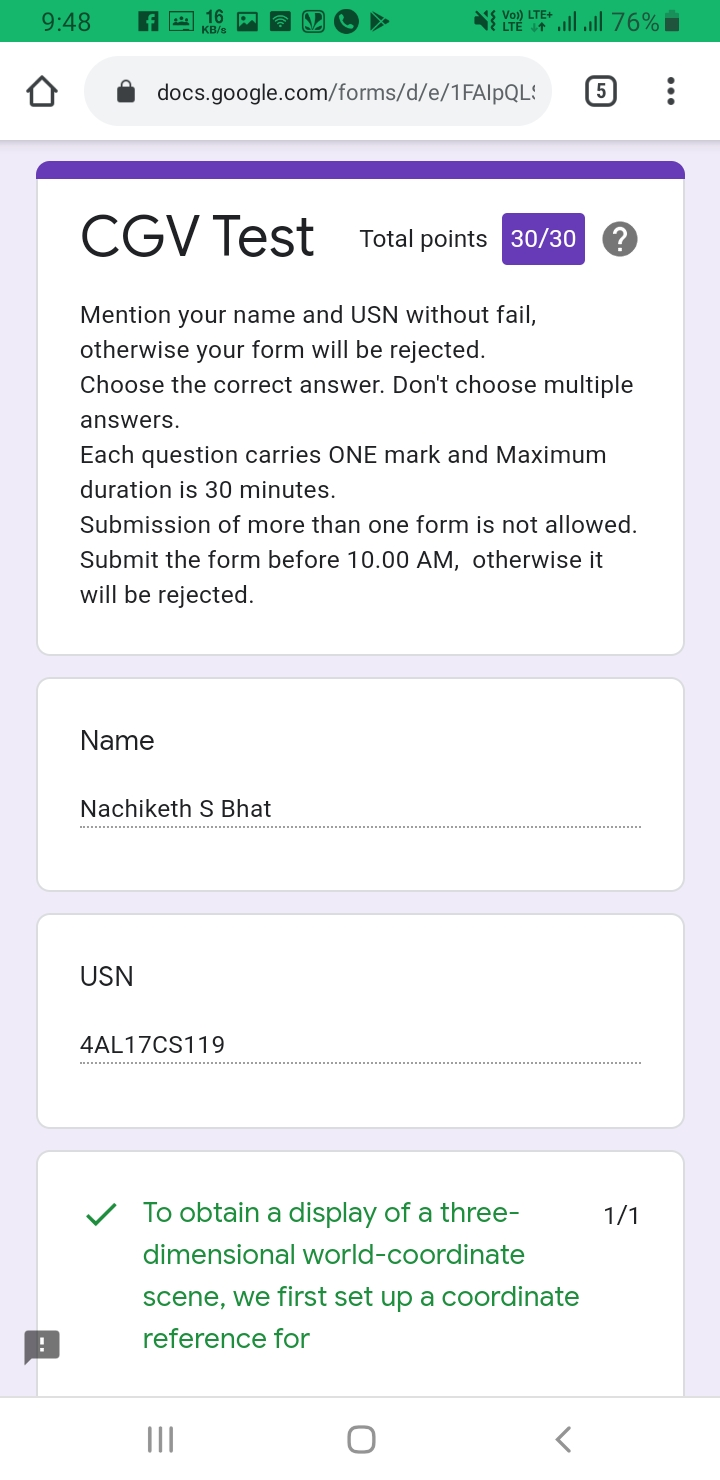 9:48
16
KB/s
Vo)) LTE+
LTE
76%
docs.google.com/forms/d/e/1FAIpQLS
5
CGV Test
Total points 30/30
?
Mention your name and USN without fail,
otherwise your form will be rejected.
Choose the correct answer. Don't choose multiple
answers.
Each question carries ONE mark and Maximum
duration is 30 minutes.
Submission of more than one form is not allowed.
Submit the form before 10.00 AM,  otherwise it
will be rejected.
Name
Nachiketh S Bhat
USN
4AL17CS119
To obtain a display of a three- 1/1
dimensional world-coordinate
scene, we first set up a coordinate
reference for